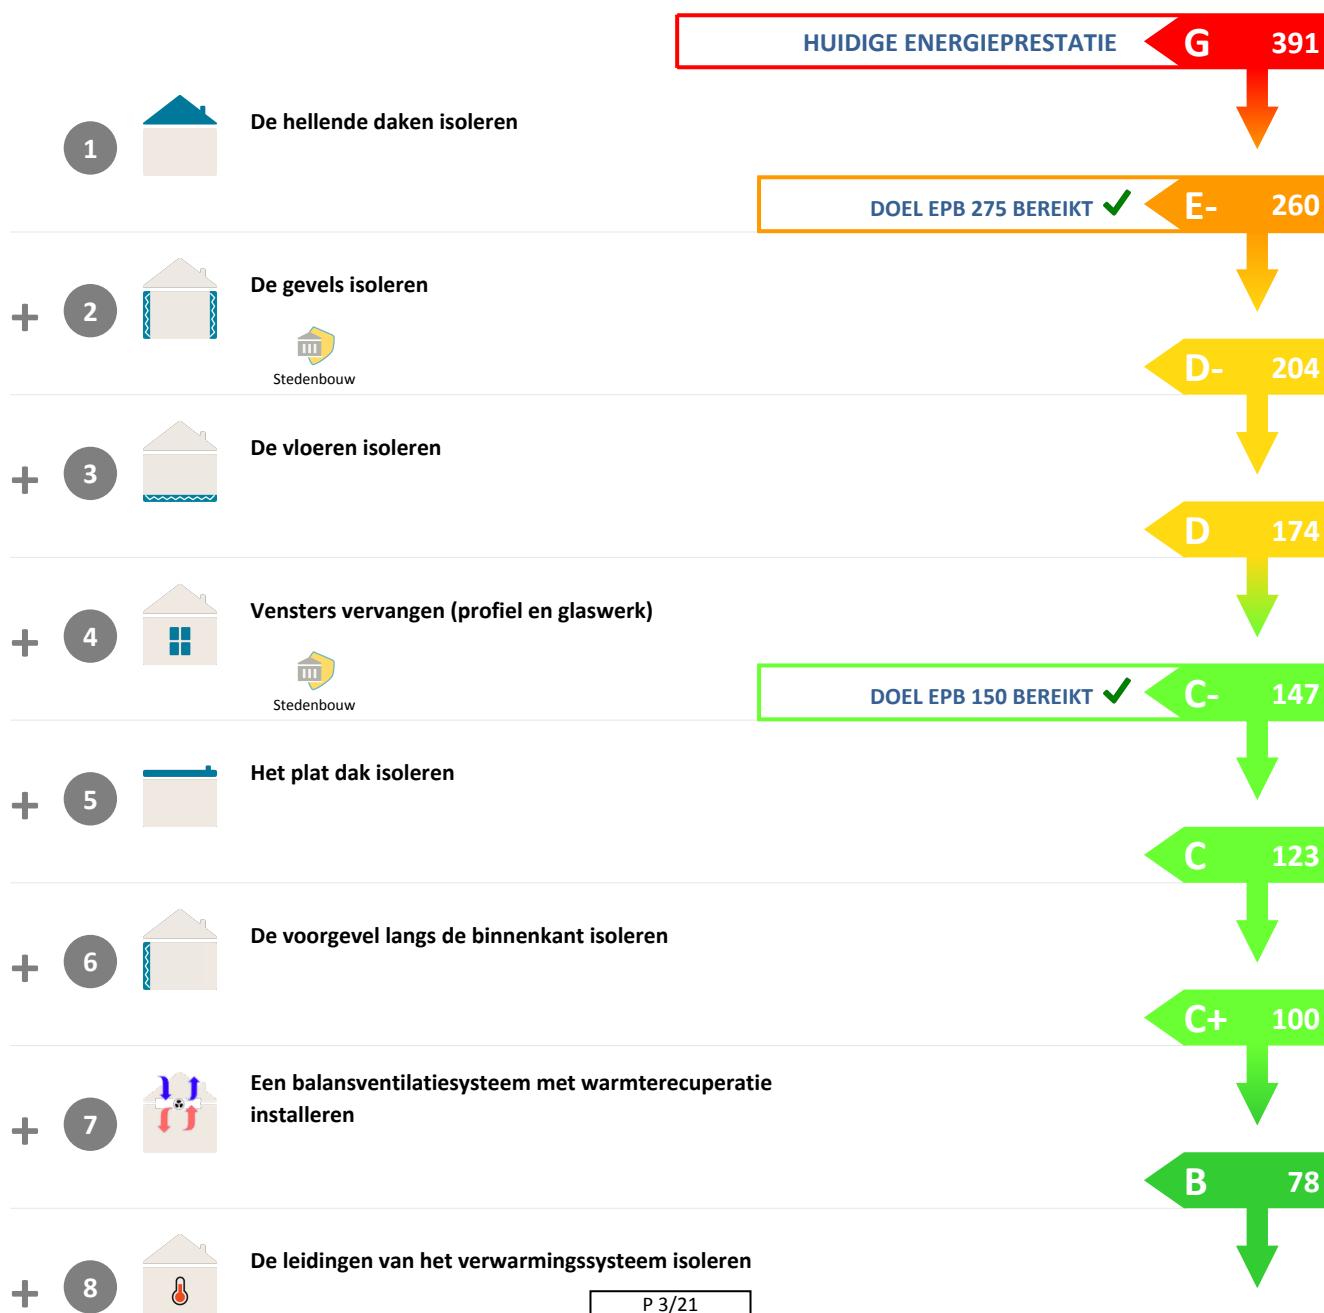 HUIDIGE ENERGIEPRESTATIE G 391
1 De hellende daken isoleren
DOEL EPB 275 BEREIKT E- 260
+ 2 De gevels isoleren
Stedenbouw
D- 204
+ 3 De vloeren isoleren
D 174
+ 4 Vensters vervangen (profiel en glaswerk)
Stedenbouw
DOEL EPB 150 BEREIKT C- 147
+ 5 Het plat dak isoleren
C 123
+ 6 De voorgevel langs de binnenkant isoleren
C+ 100
+ 7 Een balansventilatiesysteem met warmterecuperatie
installeren
B 78
+ 8 De leidingen van het verwarmingssysteem isoleren
P 3/21